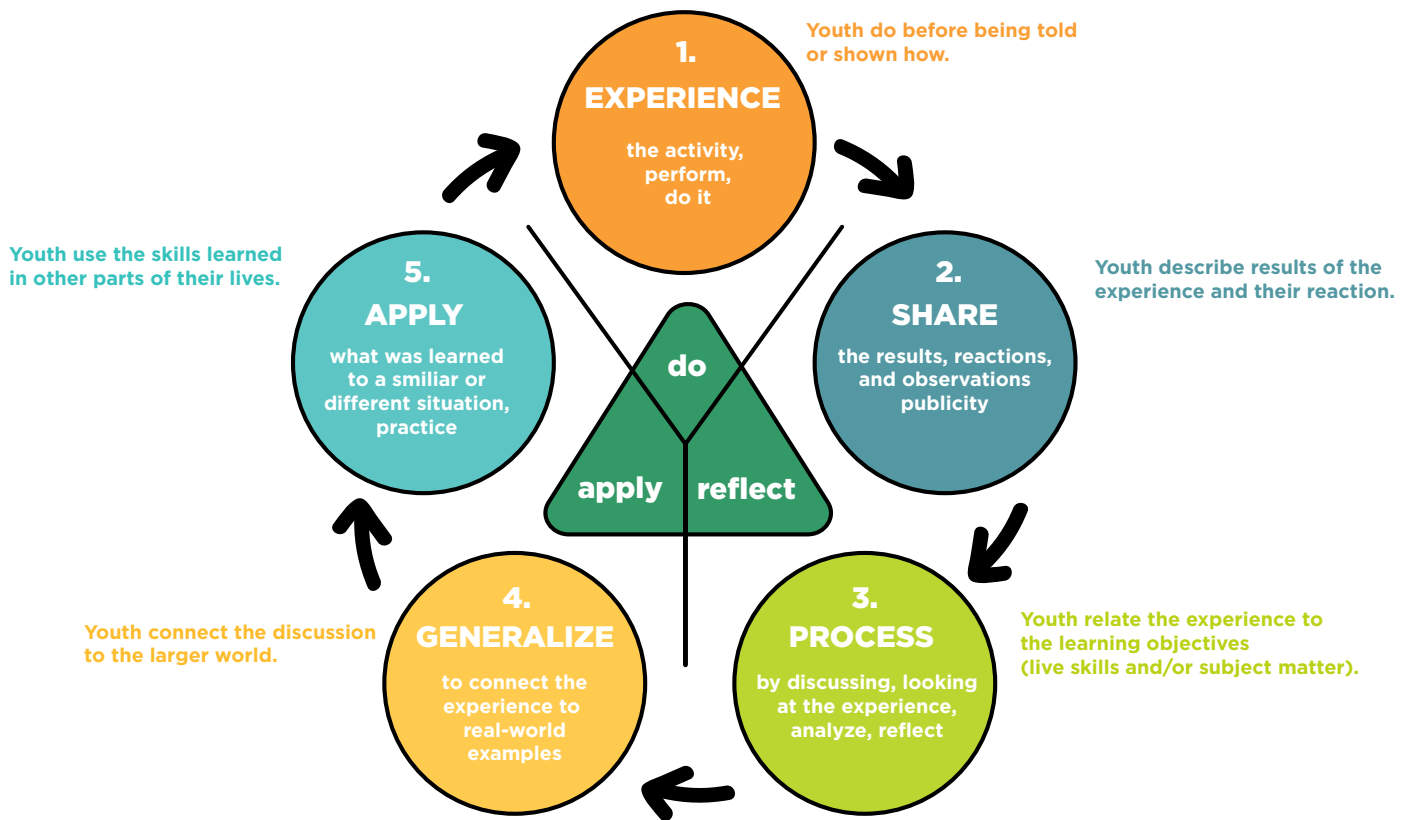 1.
EXPERIENCE
the activity,
perform,
do it
Youth do before being told
or shown how.
2.
SHARE
the results, reactions,
and observations
publicity
Youth describe results of the
experience and their reaction.
3.
PROCESS
by discussing, looking
at the experience,
analyze, reflect
Youth relate the experience to
the learning objectives
(live skills and/or subject matter).
4.
GENERALIZE
to connect the
experience to
real-world
examples
Youth connect the discussion
to the larger world.
5.
APPLY
what was learned
to a smiliar or
different situation,
practice
Youth use the skills learned
in other parts of their lives.
do
apply
reflect